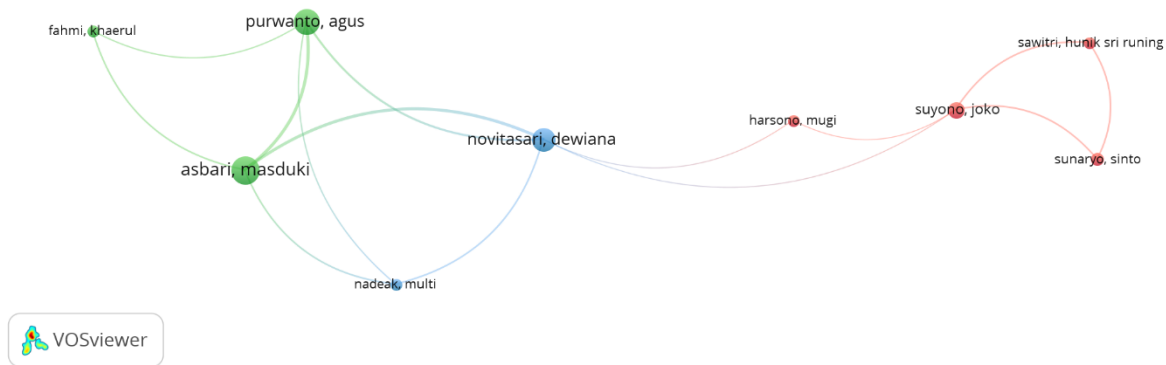 fahmi, khaerul
purwanto, agus
sawitri, hunik sri runing
suyono, joko
harsono, mugi
novitasari, dewiana
sunaryo, sinto
asbari, masduki
nadeak, multi
VOSviewer